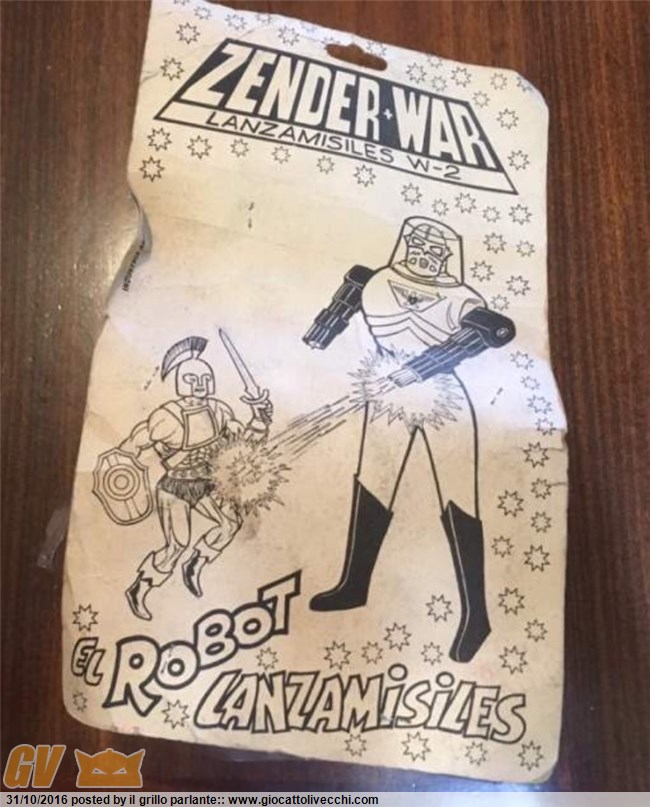 ZENDER+WAR
LANZAMISILES W-2
EL ROBOT
LANZAMISILES
GV
31/10/2016 posted by il grillo parlante:: www.giocattolivecchi.com